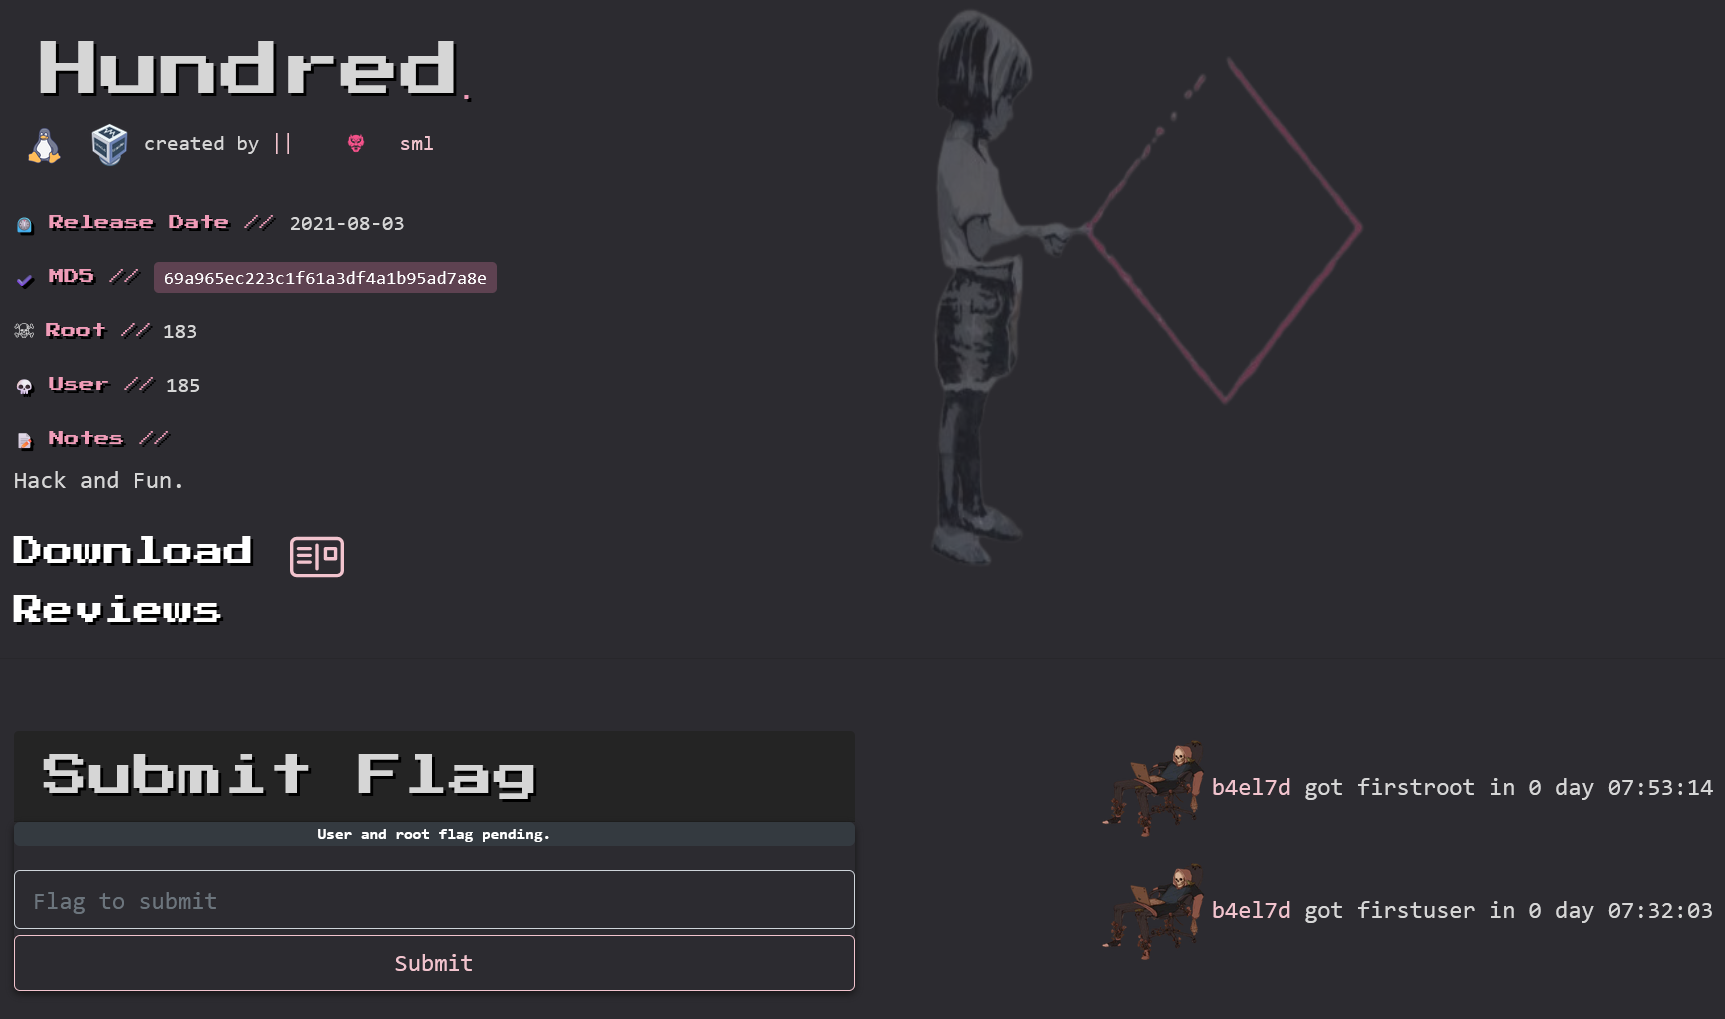 Hundred.
created by || sml
Release Date // 2021-08-03
MD5 // 69a965ec223c1f61a3df4a1b95ad7a8e
Root // 183
User // 185
Notes //
Hack and Fun.
Download
Reviews
Submit Flag
User and root flag pending.
Flag to submit
Submit
b4el7d got firstroot in 0 day 07:53:14
b4el7d got firstuser in 0 day 07:32:03